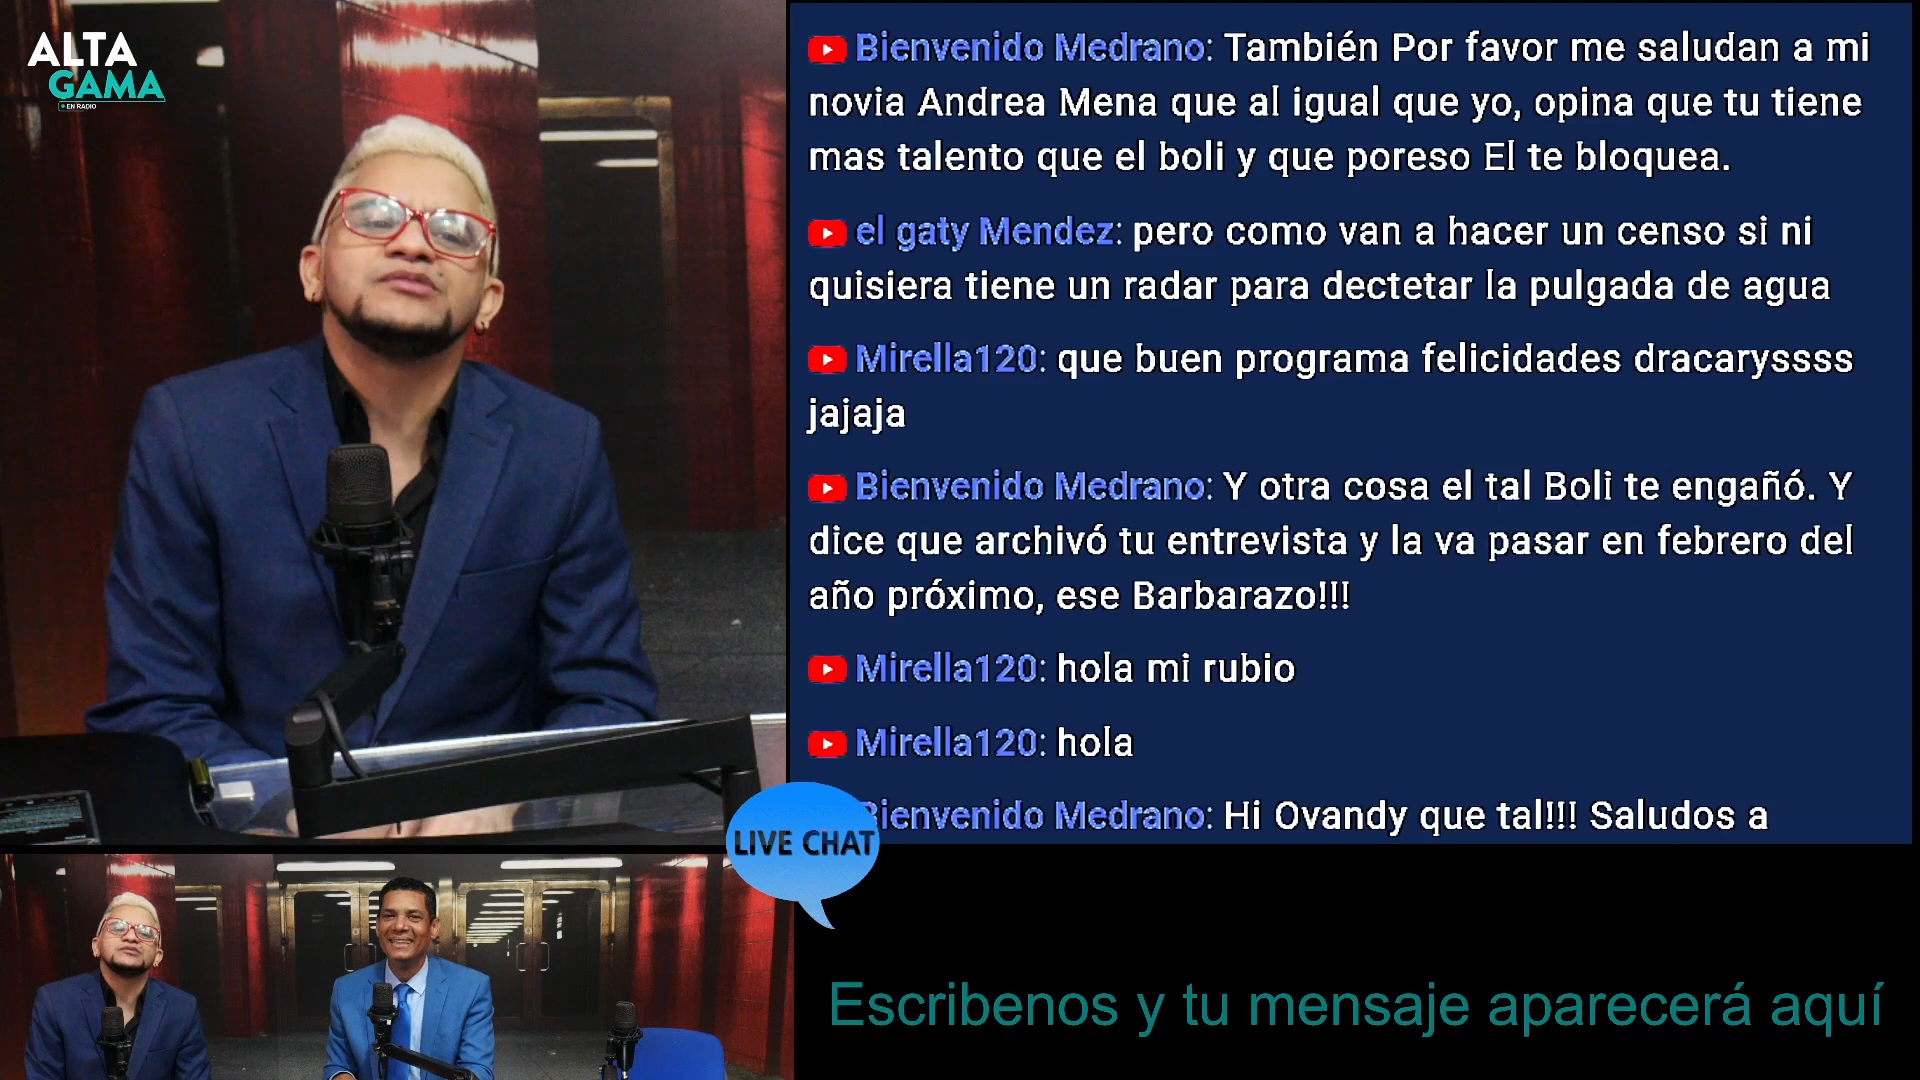 ALTA
GAMA
EN RADIO
Bienvenido Medrano: También Por favor me saludan a mi
novia Andrea Mena que al igual que yo, opina que tu tiene
mas talento que el boli y que poreso El te bloquea.
el gaty Mendez: pero como van a hacer un censo si ni
quisiera tiene un radar para dectetar la pulgada de agua
Mirella120: que buen programa felicidades dracaryssss
jajaja
Bienvenido Medrano: Y otra cosa el tal Boli te engañó. Y
dice que archivó tu entrevista y la va pasar en febrero del
año próximo, ese Barbarazo!!!
Mirella120: hola mi rubio
Mirella120: hola
Bienvenido Medrano: Hi Ovandy que tal!!! Saludos a
LIVE CHAT
Escribenos y tu mensaje aparecerá aquí